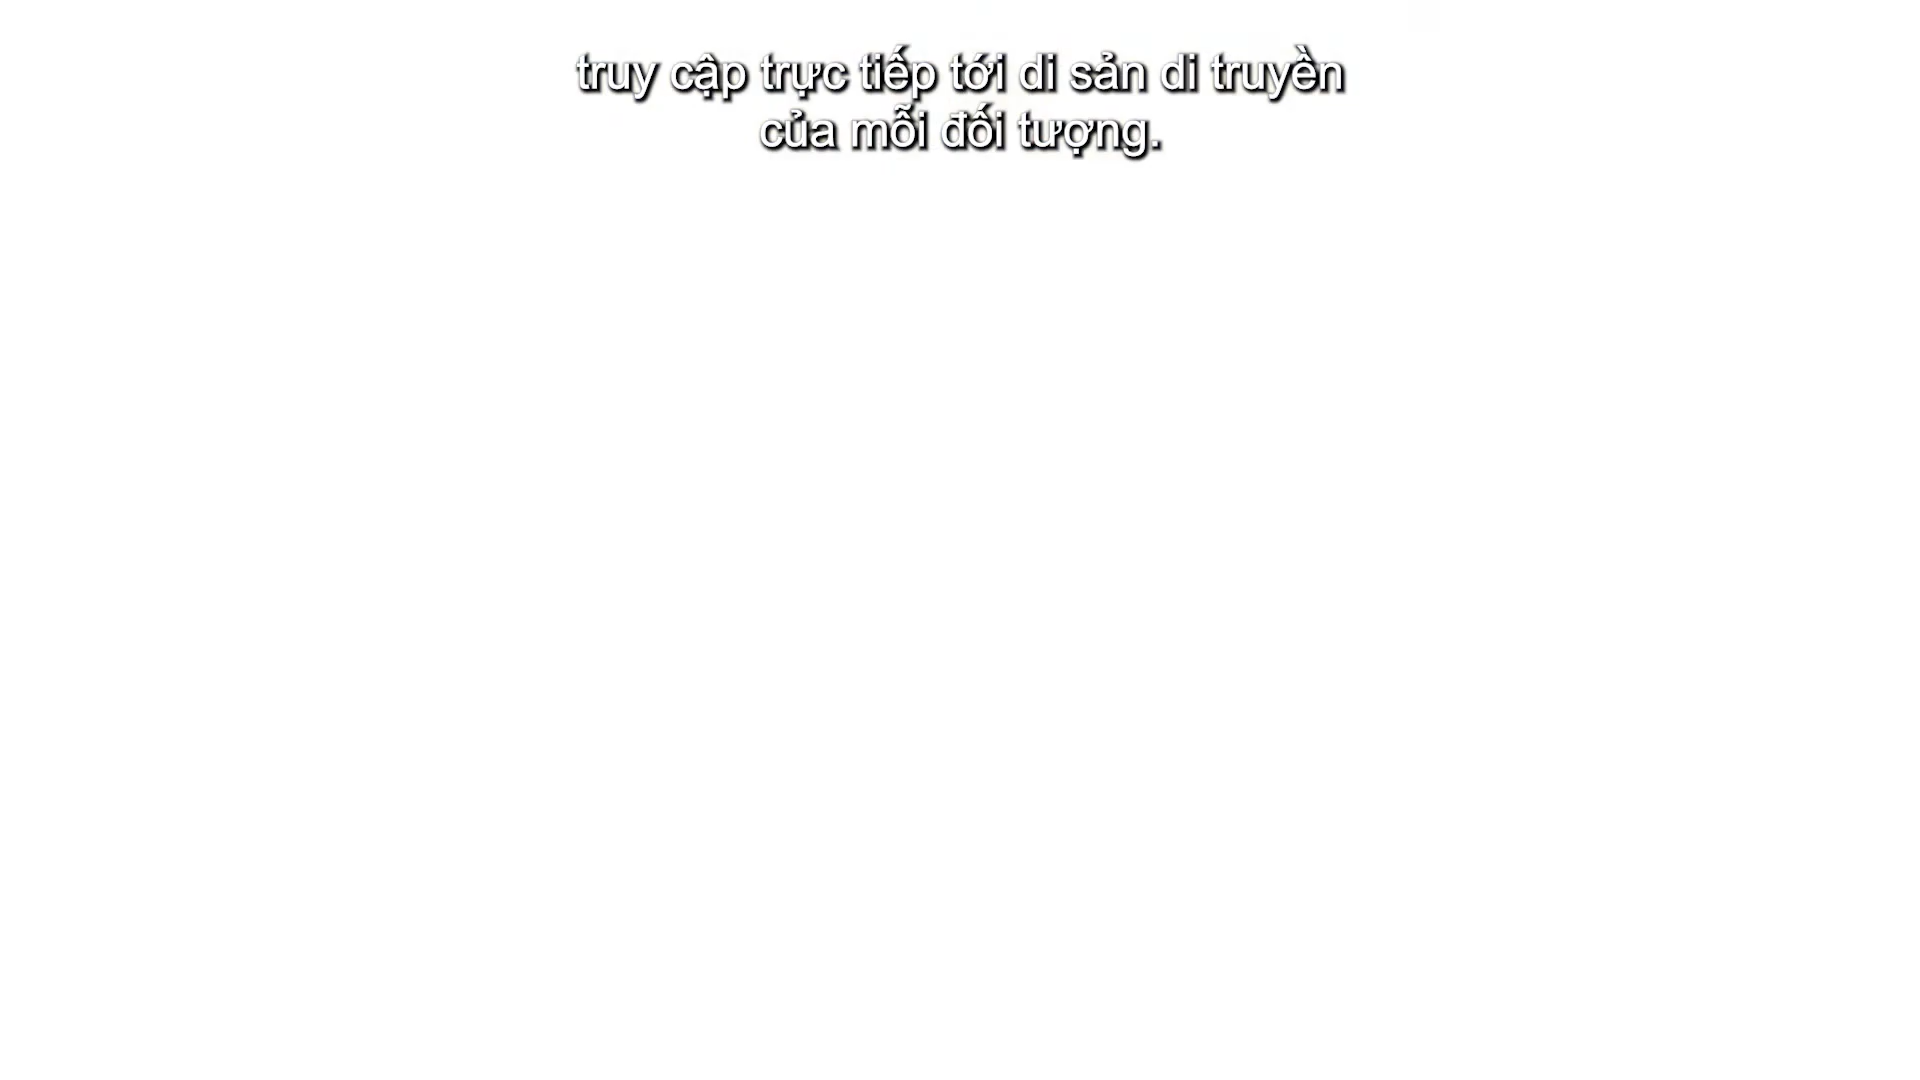 truy cập trực tiếp tới di sản di truyền
của mỗi đối tượng.